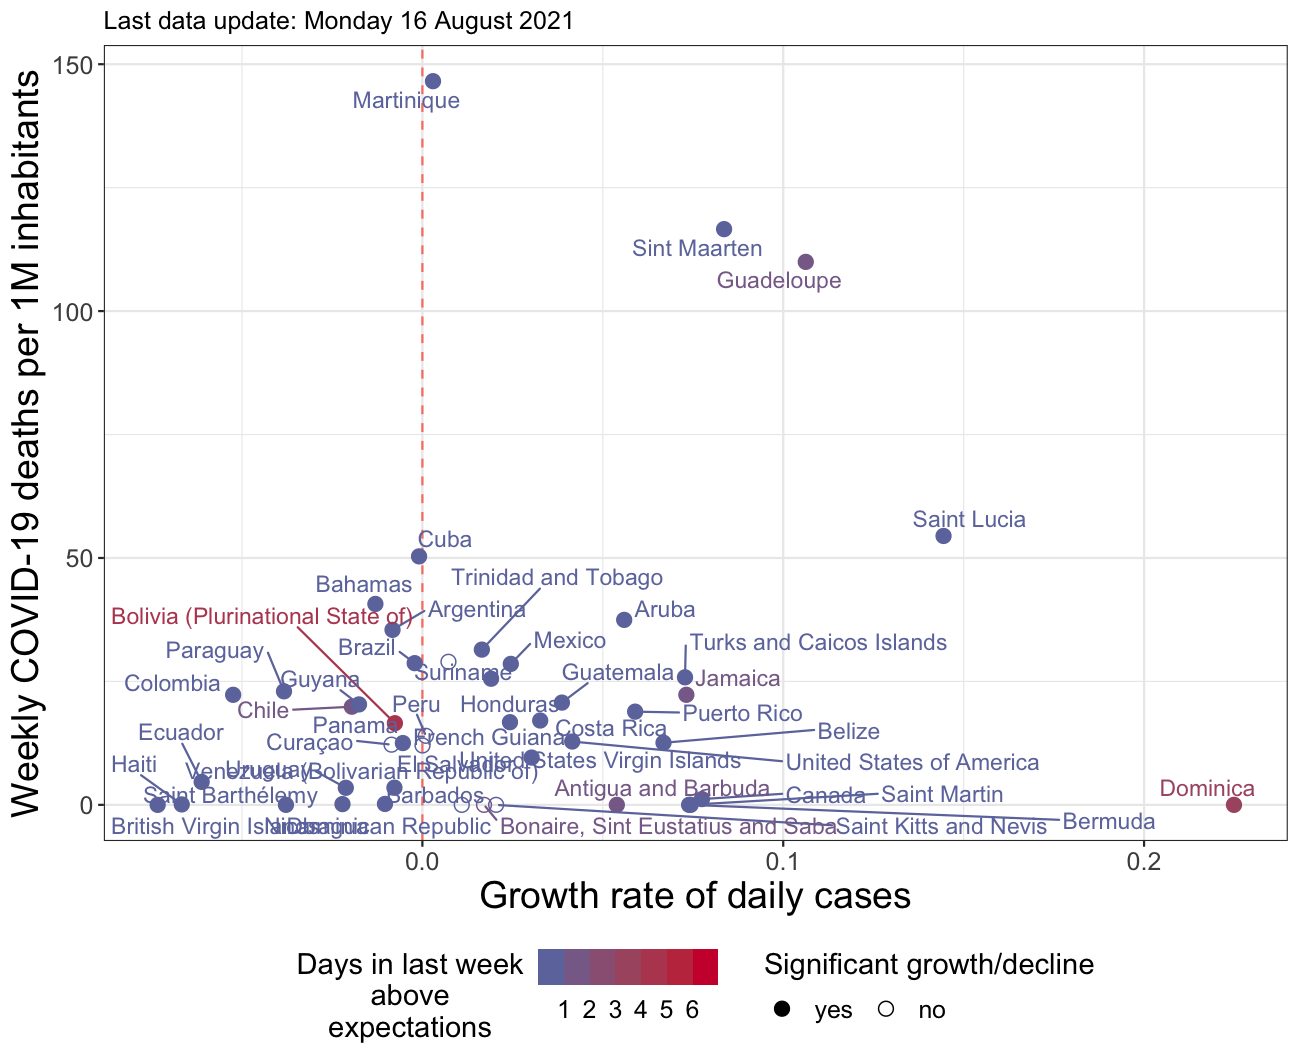 Last data update: Monday 16 August 2021
Weekly COVID-19 deaths per 1M inhabitants
150
Martinique
Sint Maarten
Guadeloupe
100
Saint Lucia
50
Cuba
Trinidad and Tobago
Bahamas
Argentina
Aruba
Bolivia (Plurinational State of)
Mexico
Turks and Caicos Islands
Brazil
Paraguay
Suriname
Guatemala
Jamaica
Colombia
Guyana
Chile
Peru
Honduras
Puerto Rico
Panama
Costa Rica
Belize
Ecuador
Curaçao
French Guiana
United States Virgin Islands
United States of America
Haiti
Uruguay
Venezuela (Bolivarian Republic of)
El Salvador
Antigua and Barbuda
Dominica
Saint Barthélemy
Barbados
Canada
Saint Martin
0
British Virgin Islands
Nicaragua
Dominican Republic
Bonaire, Sint Eustatius and Saba
Saint Kitts and Nevis
Bermuda
0.0
0.1
0.2
Growth rate of daily cases
Days in last week
above
expectations
1 2 3 4 5 6
Significant growth/decline
yes
no